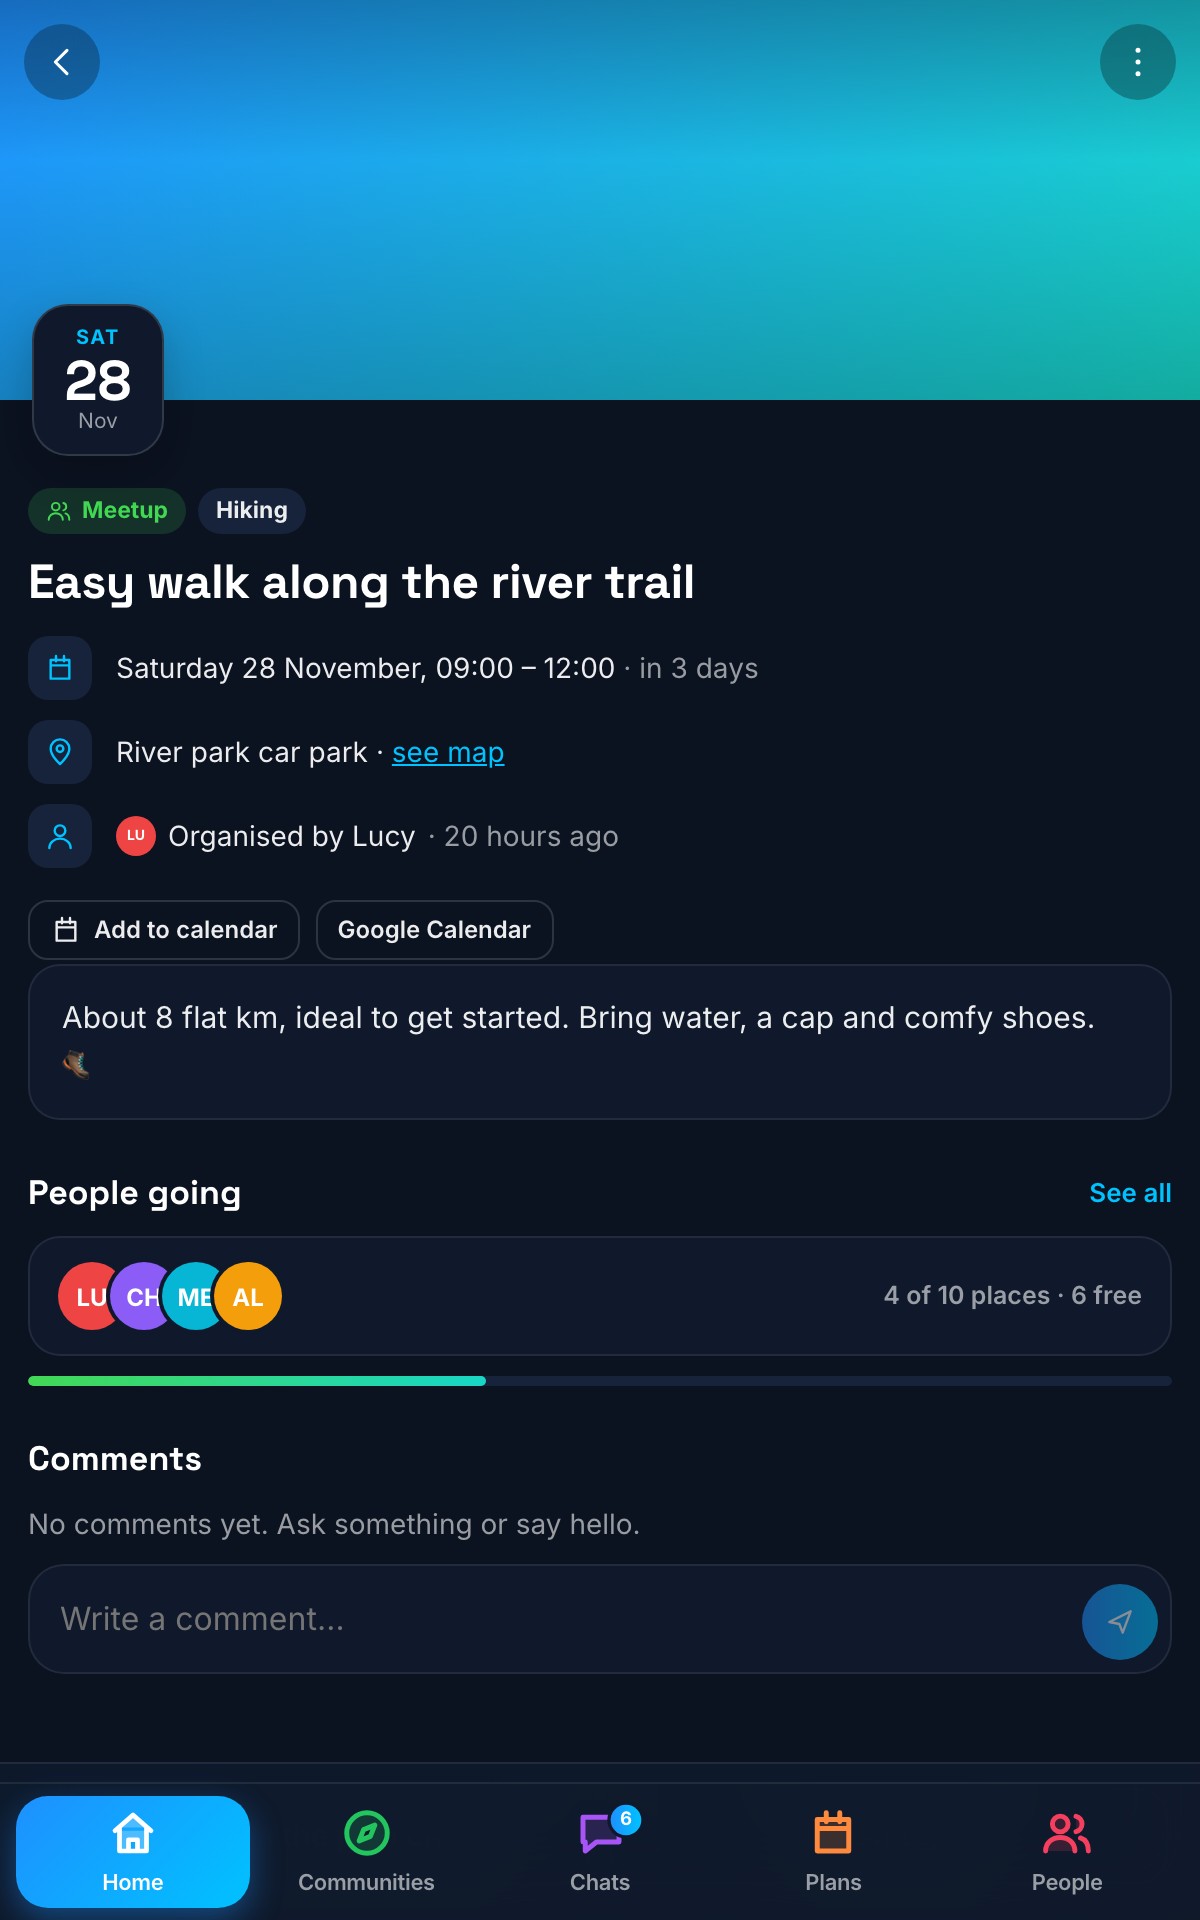 SAT
28
Nov
Meetup
Hiking
Easy walk along the river trail
Saturday 28 November, 09:00 – 12:00 · in 3 days
River park car park · see map
LU Organised by Lucy · 20 hours ago
Add to calendar
Google Calendar
About 8 flat km, ideal to get started. Bring water, a cap and comfy shoes.
🥾
People going
See all
LU CH ME AL
4 of 10 places · 6 free
Comments
No comments yet. Ask something or say hello.
Write a comment...
6
Home
Communities
Chats
Plans
People